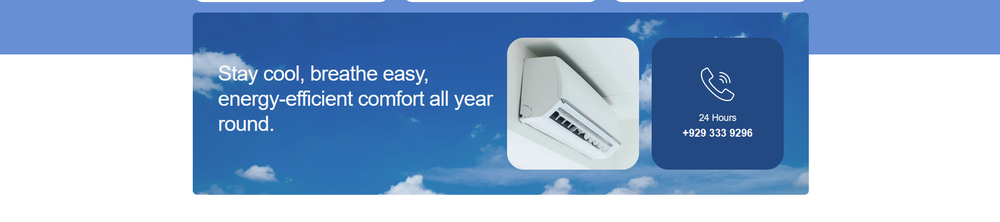 Stay cool, breathe easy,
energy-efficient comfort all year
round.
24 Hours
+929 333 9296